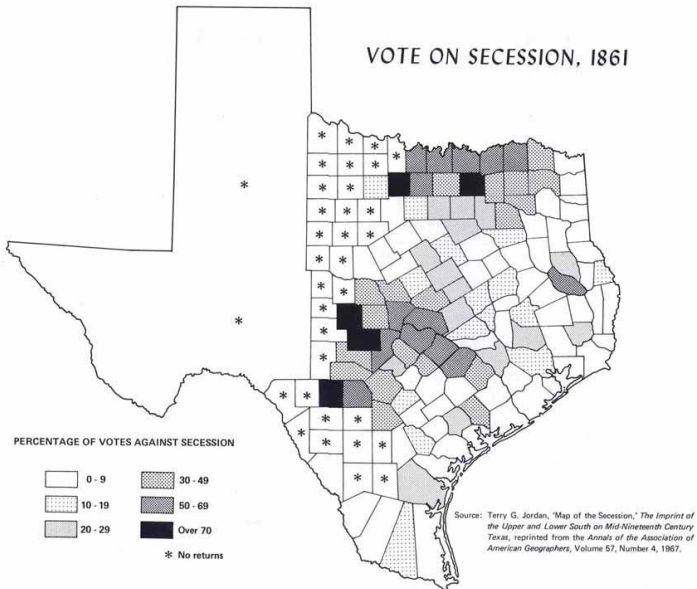 VOTE ON SECESSION, 1861
PERCENTAGE OF VOTES AGAINST SECESSION
0 - 9
30 - 49
10 - 19
50 - 69
20 - 29
Over 70
* No returns
Source: Terry G. Jordan, 'Map of the Secession,' The Imprint of
the Upper and Lower South on Mid-Nineteenth Century
Texas, reprinted from the Annals of the Association of
American Geographers, Volume 57, Number 4, 1967.